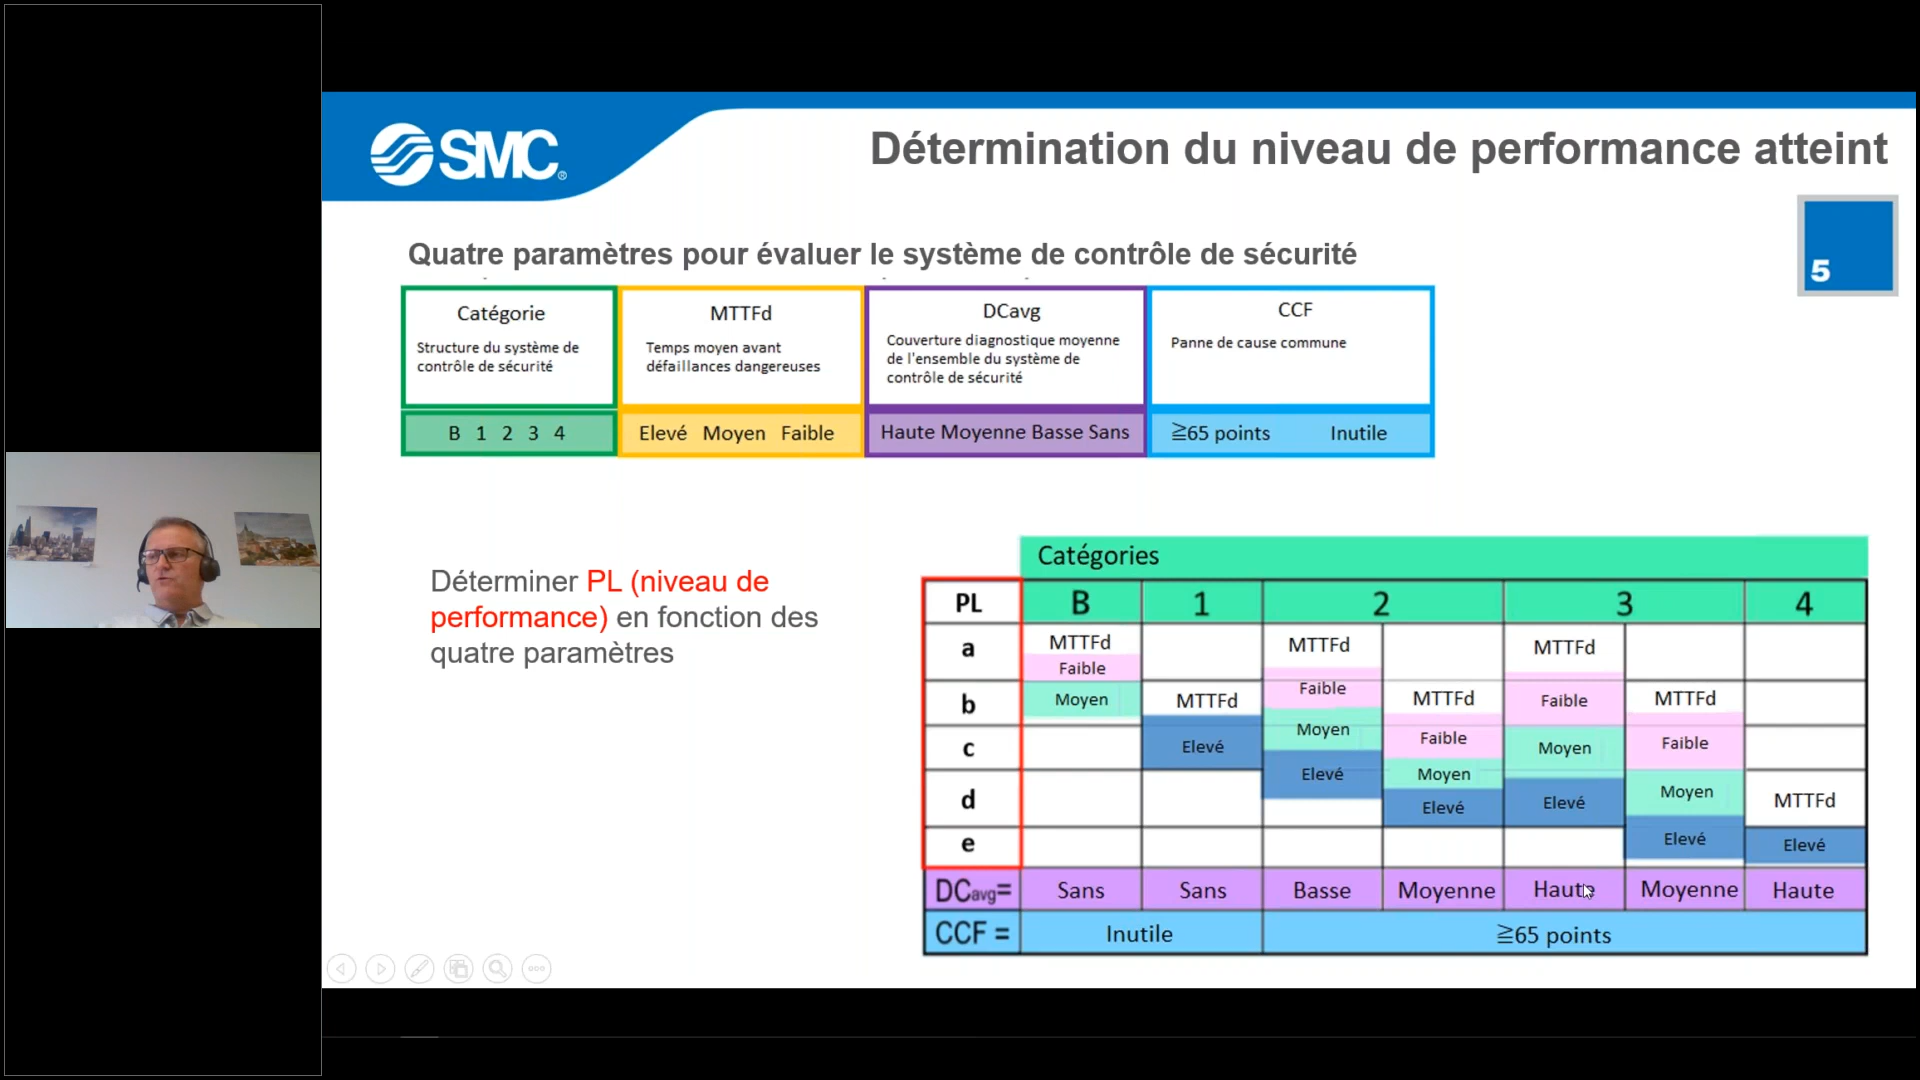 SMC®
Détermination du niveau de performance atteint
5
Quatre paramètres pour évaluer le système de contrôle de sécurité
Catégorie
Structure du système de
contrôle de sécurité
B 1 2 3 4
MTTFd
Temps moyen avant
défaillances dangereuses
Elevé Moyen Faible
DCavg
Couverture diagnostique moyenne
de l'ensemble du système de
contrôle de sécurité
Haute Moyenne Basse Sans
CCF
Panne de cause commune
≧65 points Inutile
Déterminer PL (niveau de
performance) en fonction des
quatre paramètres
Catégories
PL B 1 2 3 4
a MTTFd MTTFd MTTFd
Faible Faible
b Moyen MTTFd MTTFd Faible MTTFd
c Elevé Moyen Faible Moyen Faible
Elevé Moyen
d Elevé Elevé Moyen MTTFd
e Elevé Elevé
DCavg= Sans Sans Basse Moyenne Haute Moyenne Haute
CCF = Inutile ≧65 points